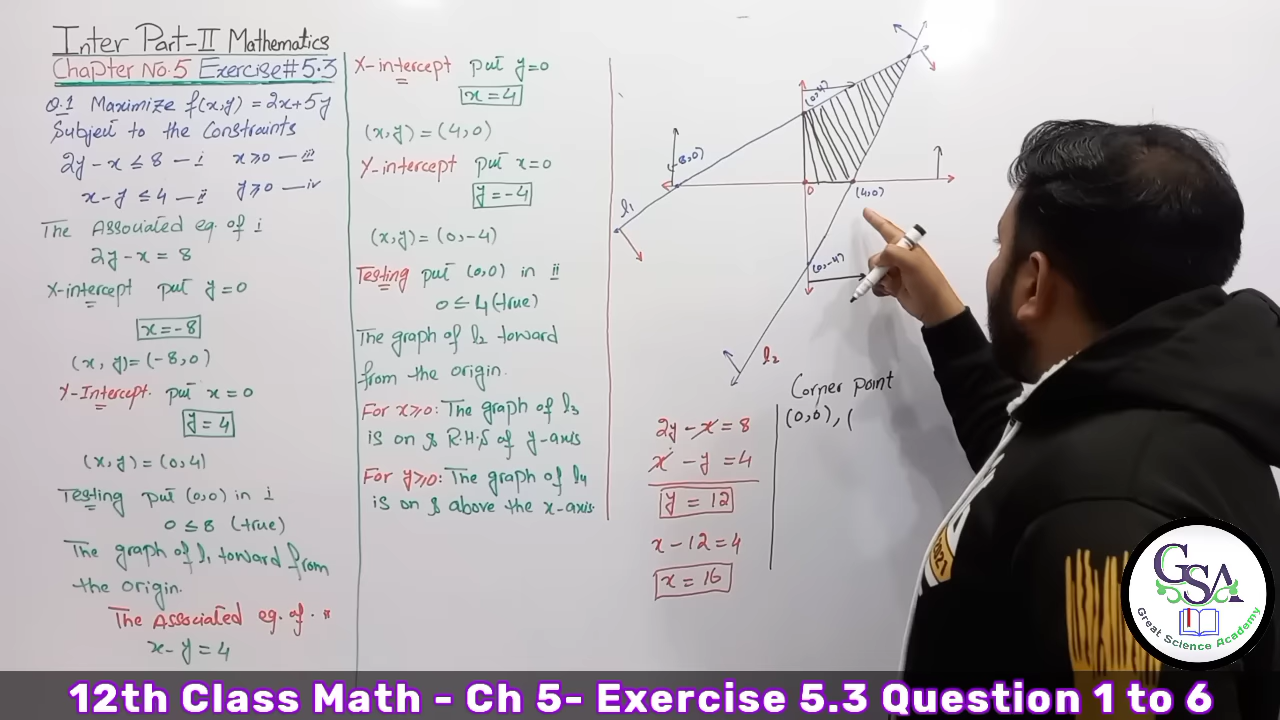 Inter Part-II Mathematics
Chapter No.5 Exercise#5.3
Q.1 Maximize f(x,y) = 2x+5y
Subject to the Constraints
2y-x ≤ 8 — i x≥0 — iii
x-y ≤ 4 — ii y≥0 — iv
The Associated eq. of i
2y-x = 8
X-intercept put y=0
x=-8
(x, y)=(-8,0)
Y-Intercept. put x=0
y=4
(x,y)=(0,4)
Testing put (0,0) in i
0≤8 (true)
The graph of l1 toward from
the origin.
The Associated eq. of. ii
x-y=4
X-intercept put y=0
x=4
(x,y)=(4,0)
Y-intercept put x=0
y=-4
(x,y)=(0,-4)
Testing put (0,0) in ii
0≤4(true)
The graph of l2 toward
from the origin.
For x≥0: The graph of l3
is on & R.H.S of y-axis
For y≥0: The graph of l4
is on & above the x-axis.
(0,4)
(-8,0)
l1
0
(4,0)
(0,-4)
l2
2y-x=8
x-y=4
y=12
x-12=4
x=16
Corner point
(0,0), (
2021
GSA
Great Science Academy
12th Class Math - Ch 5- Exercise 5.3 Question 1 to 6